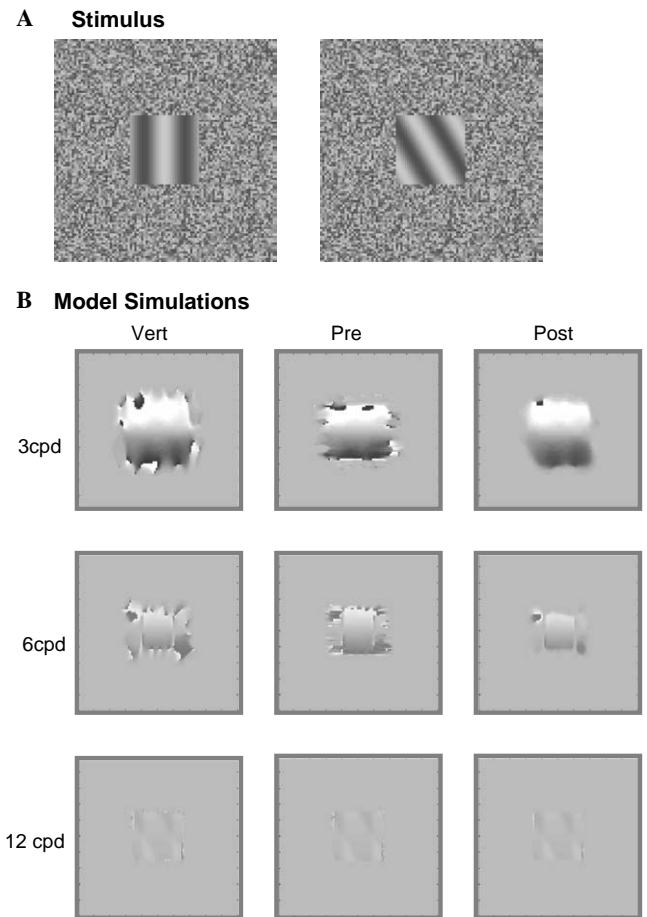 A Stimulus
B Model Simulations
Vert Pre Post
3cpd
6cpd
12 cpd